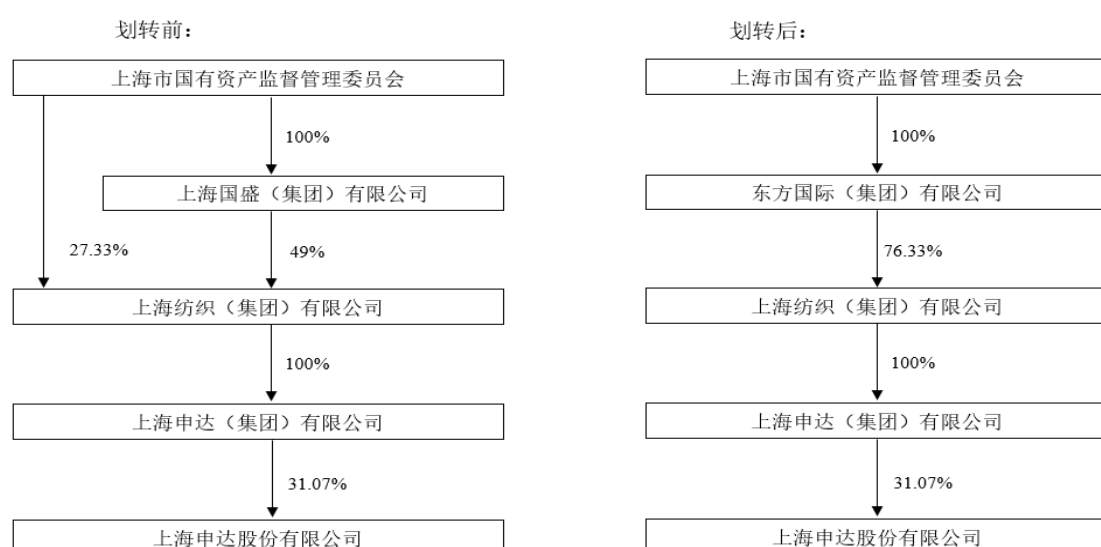 划转前：
上海市国有资产监督管理委员会
100%
上海国盛（集团）有限公司
27.33%
49%
上海纺织（集团）有限公司
100%
上海申达（集团）有限公司
31.07%
上海申达股份有限公司
划转后：
上海市国有资产监督管理委员会
100%
东方国际（集团）有限公司
76.33%
上海纺织（集团）有限公司
100%
上海申达（集团）有限公司
31.07%
上海申达股份有限公司